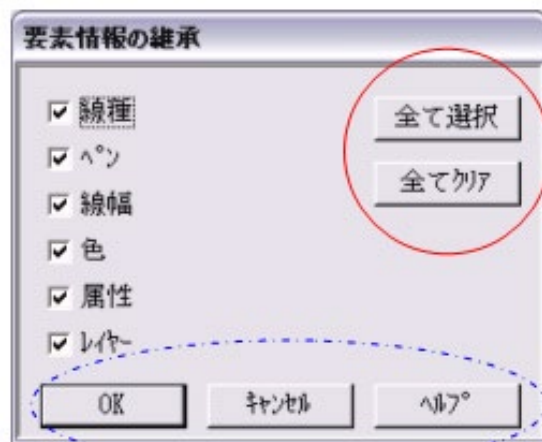 要素情報の継承
線種
全て選択
ﾍﾟﾝ
全てｸﾘｱ
線幅
色
属性
ﾚｲﾔｰ
OK
ｷｬﾝｾﾙ
ﾍﾙﾌﾟ